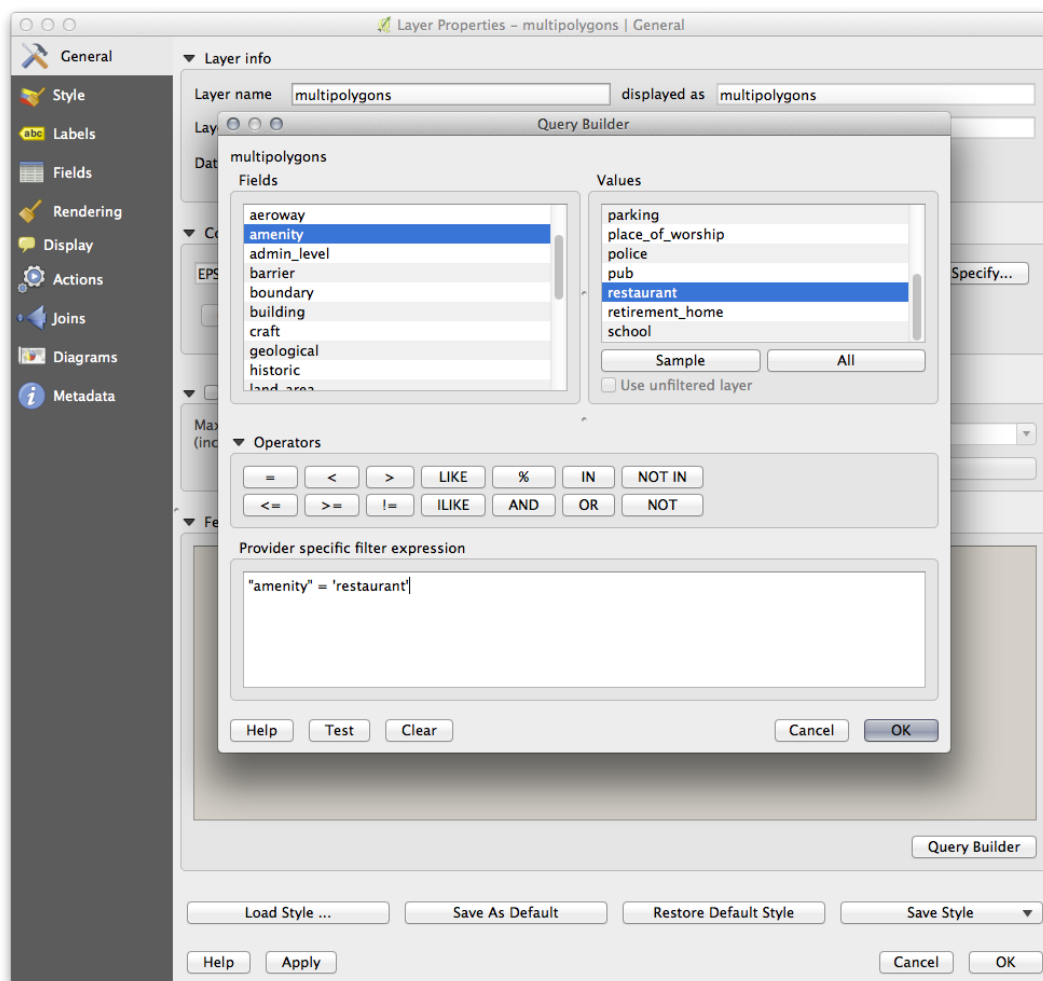 Layer Properties – multipolygons | General
General
Style
Labels
Fields
Rendering
Display
Actions
Joins
Diagrams
Metadata
Layer info
Layer name multipolygons displayed as multipolygons
Query Builder
multipolygons
Fields
aeroway
amenity
admin_level
barrier
boundary
building
craft
geological
historic
land_area
Values
parking
place_of_worship
police
pub
restaurant
retirement_home
school
Sample All
Use unfiltered layer
Specify...
Operators
= < > LIKE % IN NOT IN
<= >= != ILIKE AND OR NOT
Provider specific filter expression
"amenity" = 'restaurant'
Help Test Clear Cancel OK
Query Builder
Load Style ... Save As Default Restore Default Style Save Style
Help Apply Cancel OK